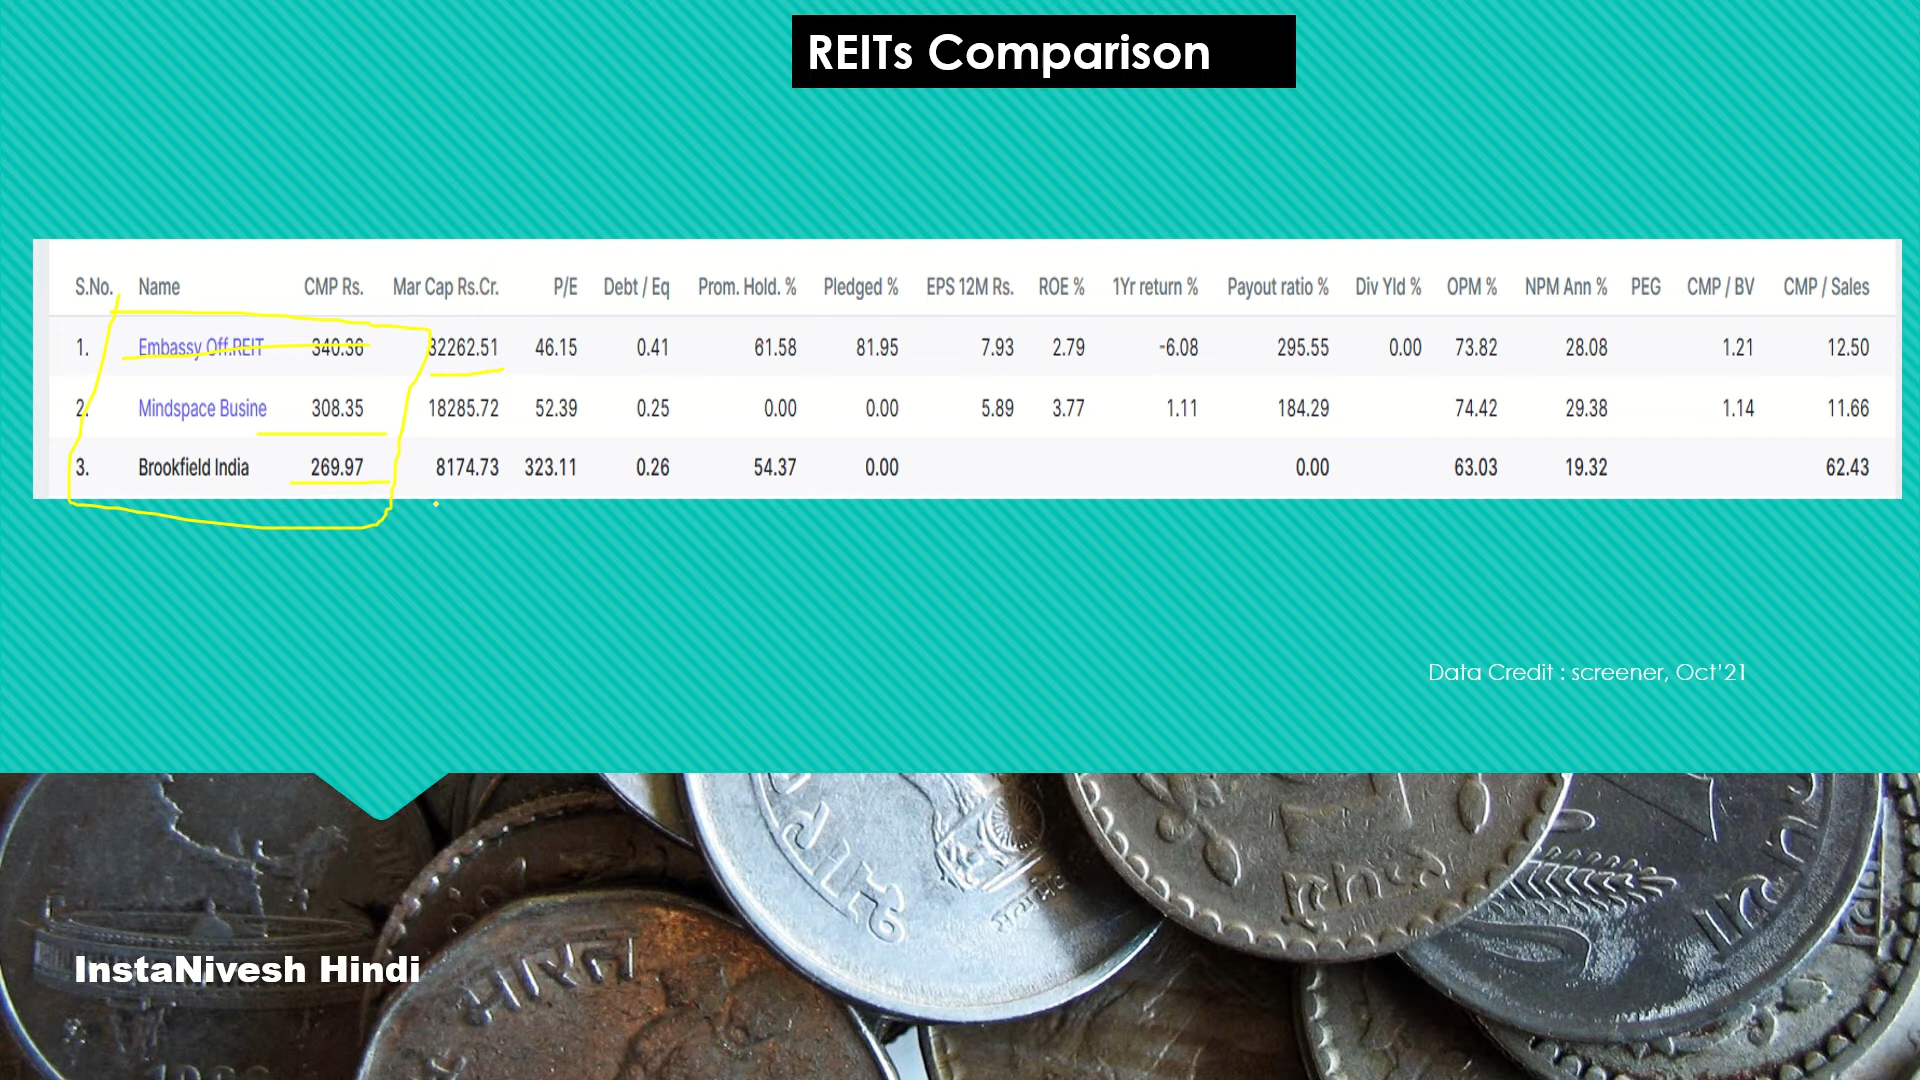 REITs Comparison
S.No. Name CMP Rs. Mar Cap Rs.Cr. P/E Debt / Eq Prom. Hold. % Pledged % EPS 12M Rs. ROE % 1Yr return % Payout ratio % Div Yld % OPM % NPM Ann % PEG CMP / BV CMP / Sales
1. Embassy Off.REIT 340.36 32262.51 46.15 0.41 61.58 81.95 7.93 2.79 -6.08 295.55 0.00 73.82 28.08 1.21 12.50
2. Mindspace Busine 308.35 18285.72 52.39 0.25 0.00 0.00 5.89 3.77 1.11 184.29 74.42 29.38 1.14 11.66
3. Brookfield India 269.97 8174.73 323.11 0.26 54.37 0.00 0.00 63.03 19.32 62.43
Data Credit : screener, Oct'21
InstaNivesh Hindi